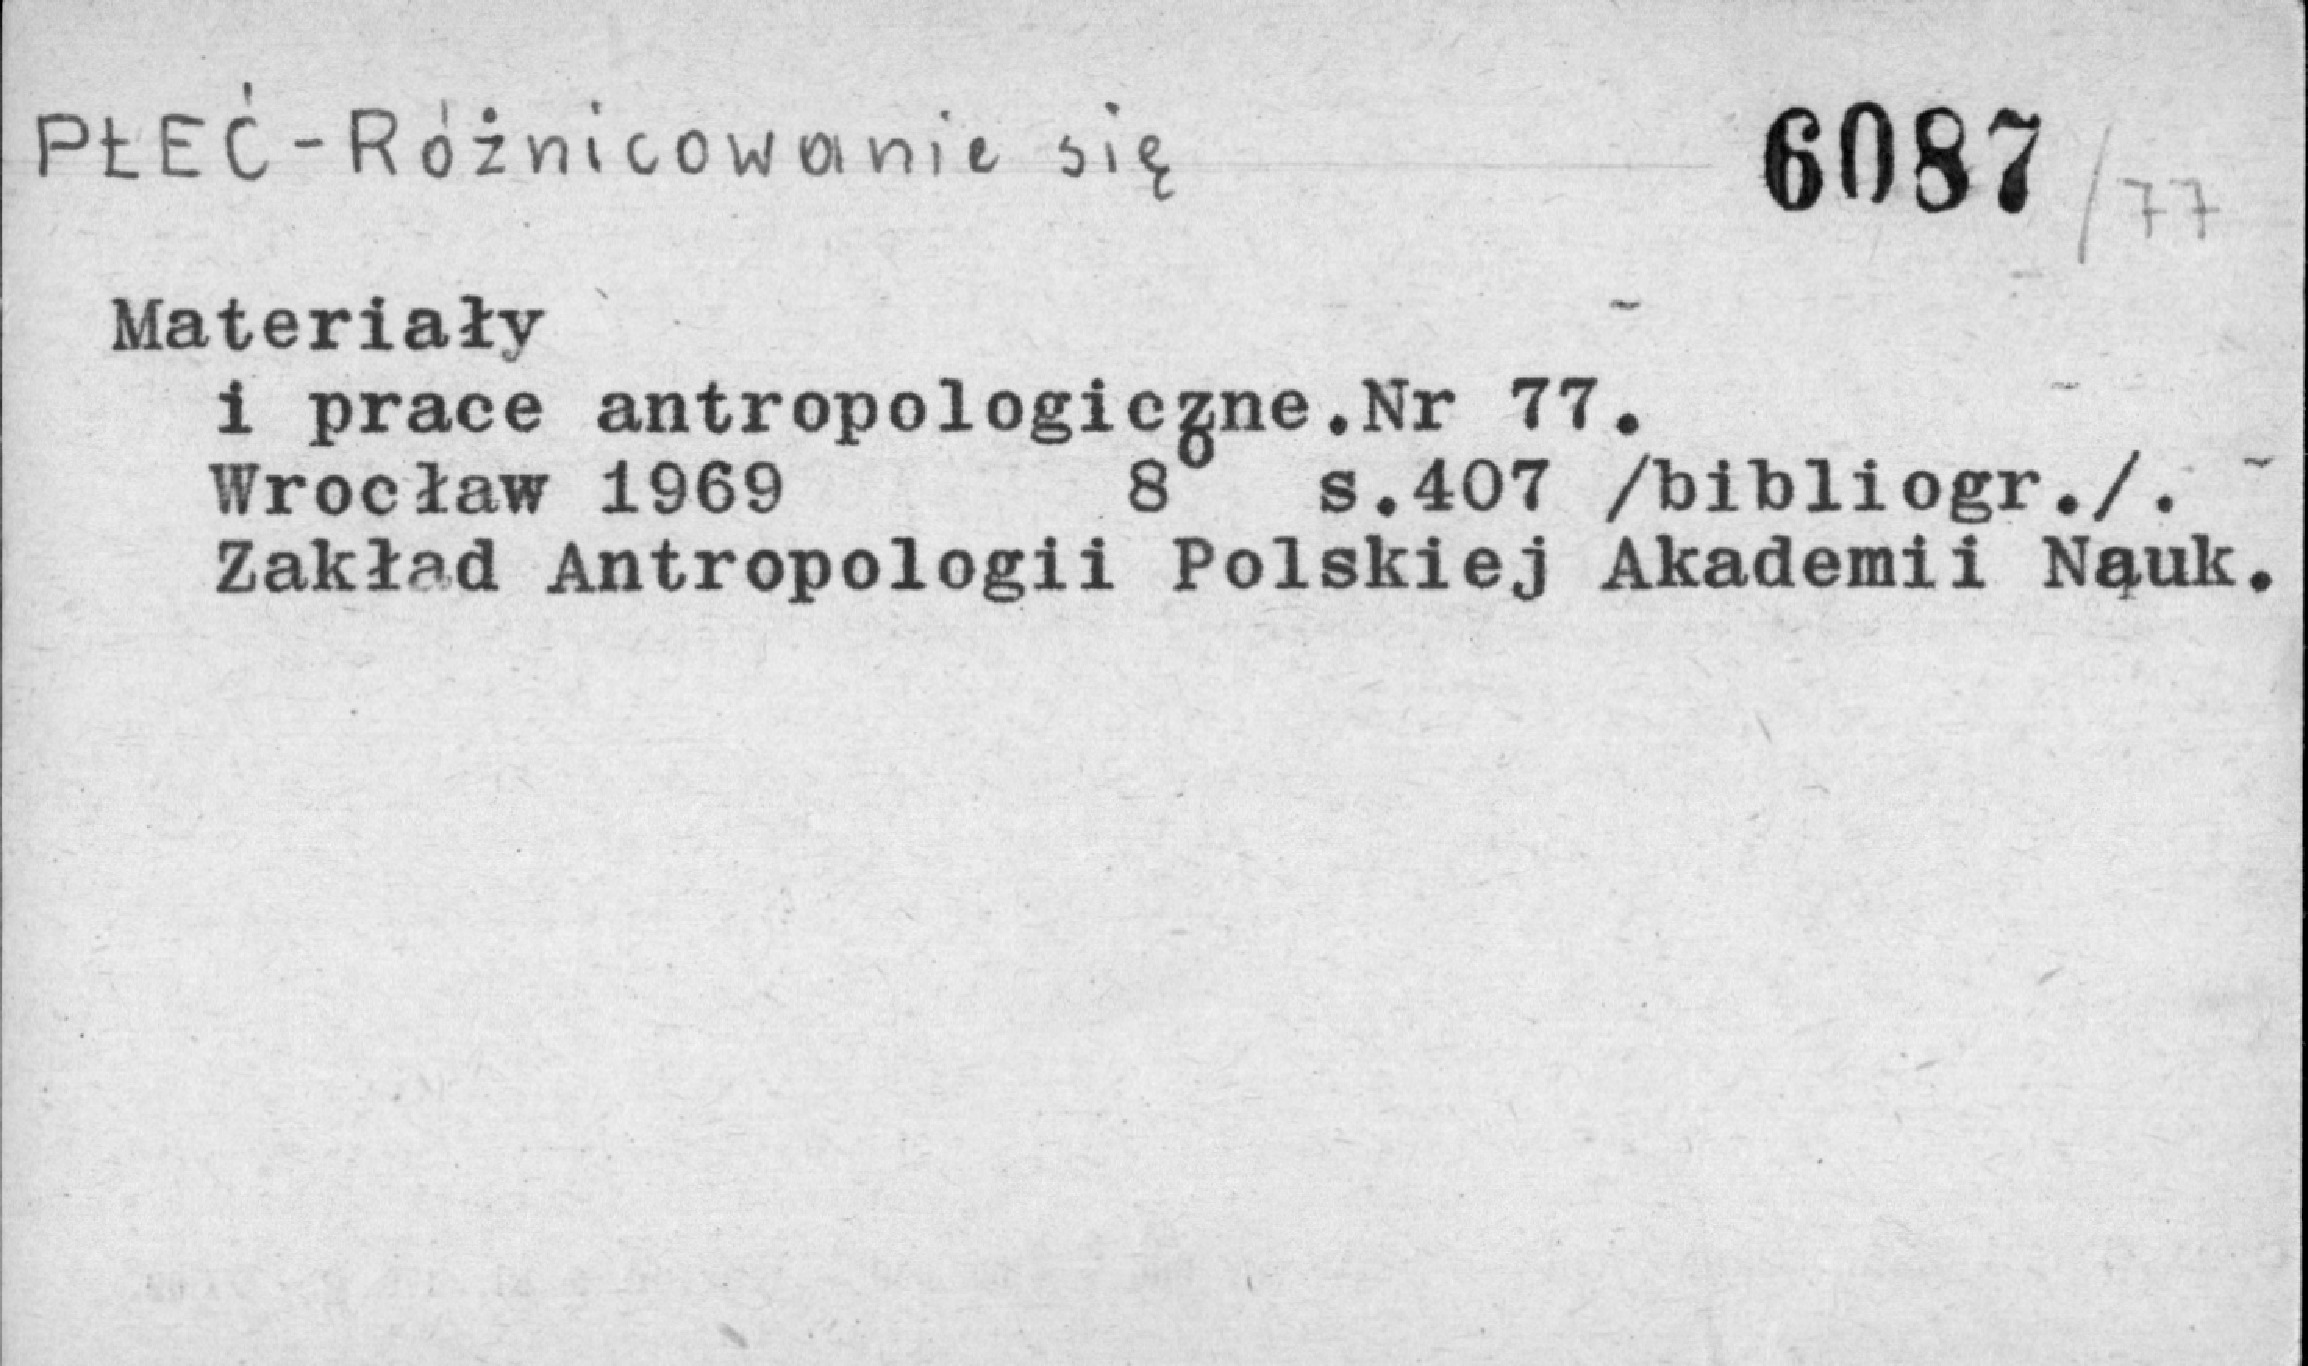 PŁEĆ - Różnicowanie się 6087/77
Materiały
i prace antropologiczne.Nr 77.
Wrocław 1969 8° s.407 /bibliogr./.
Zakład Antropologii Polskiej Akademii Nąuk.